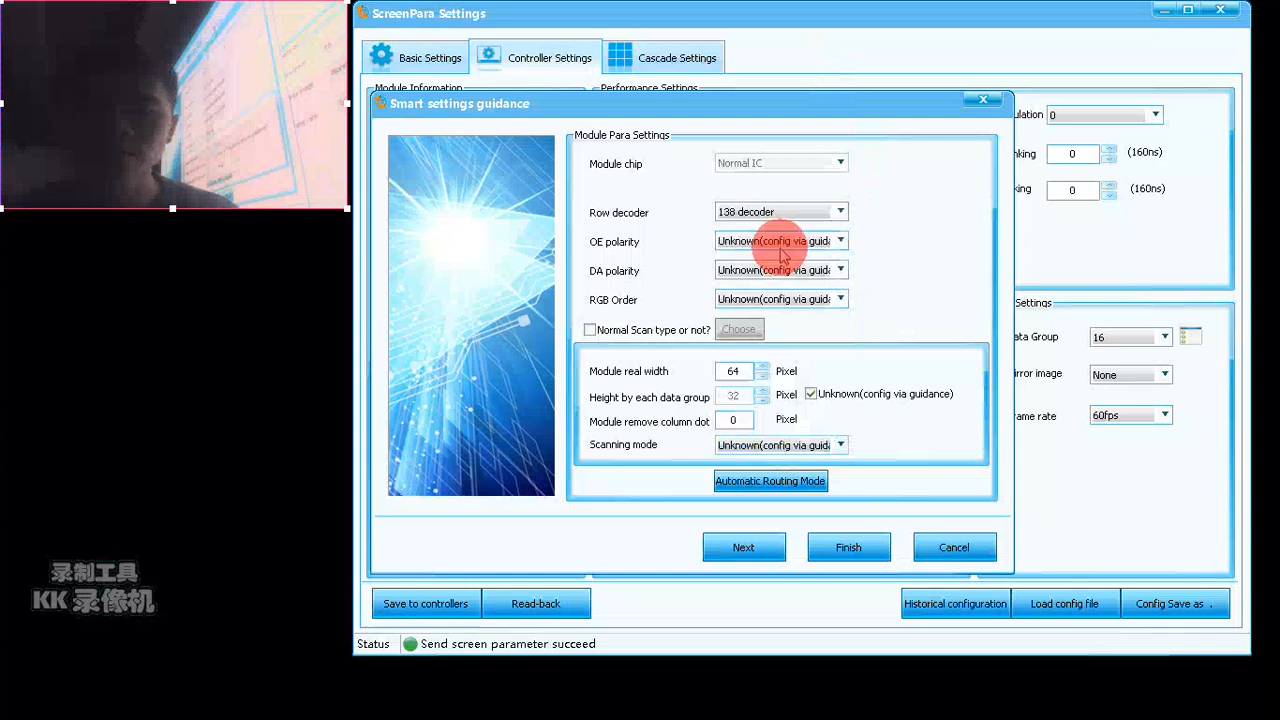 ScreenPara Settings
Basic Settings
Controller Settings
Cascade Settings
Module Information
Performance Settings
Smart settings guidance
Module Para Settings
Module chip
Normal IC
Row decoder
138 decoder
OE polarity
Unknown(config via guida
DA polarity
Unknown(config via guida
RGB Order
Unknown(config via guida
Normal Scan type or not?
Choose
Module real width
64
Pixel
Height by each data group
32
Pixel
Unknown(config via guidance)
Module remove column dot
0
Pixel
Scanning mode
Unknown(config via guida
Automatic Routing Mode
Next
Finish
Cancel
ulation
0
nking
0
(160ns)
nking
0
(160ns)
Settings
ata Group
16
irror image
None
rame rate
60fps
录制工具
KK 录像机
Save to controllers
Read-back
Historical configuration
Load config file
Config Save as .
Status
Send screen parameter succeed